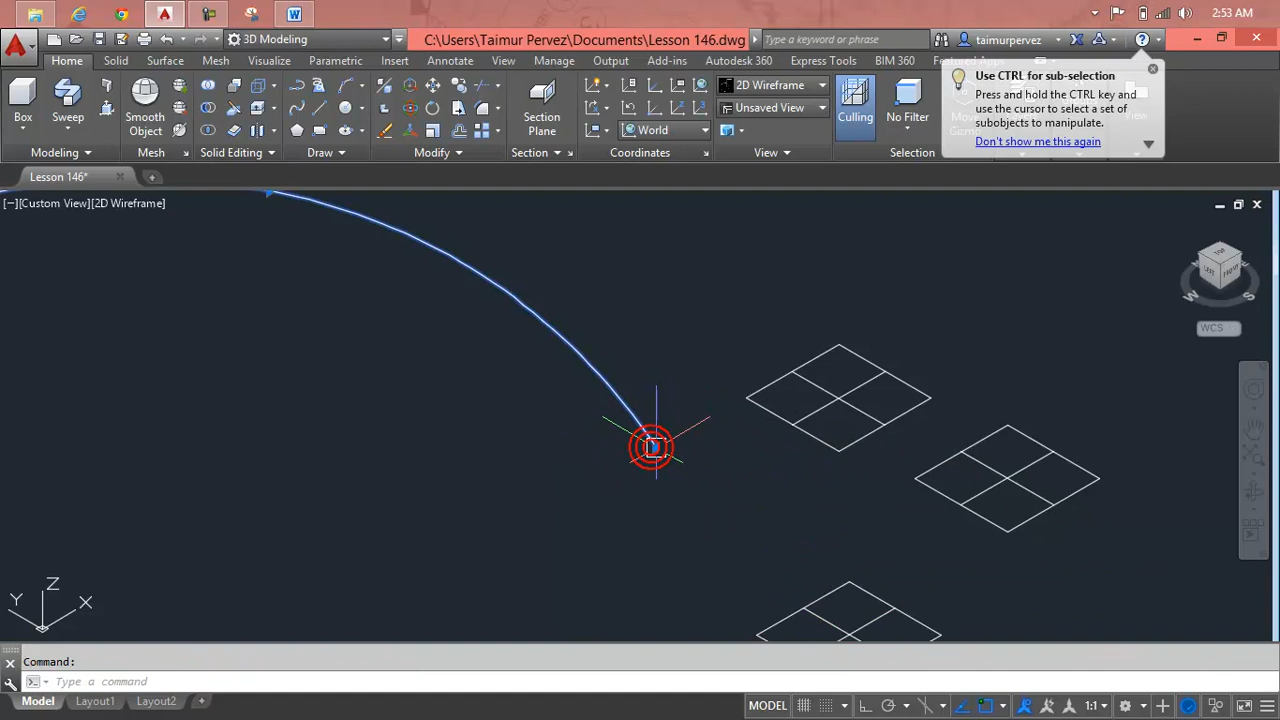 2:53 AM
3D Modeling
C:\Users\Taimur Pervez\Documents\Lesson 146.dwg
Type a keyword or phrase
taimurpervez
Home Solid Surface Mesh Visualize Parametric Insert Annotate View Manage Output Add-ins Autodesk 360 Express Tools BIM 360 Featured Apps
Use CTRL for sub-selection
Press and hold the CTRL key and
use the cursor to select a set of
subobjects to manipulate.
Don't show me this again
2D Wireframe
Unsaved View
World
Box
Sweep
Smooth
Object
Section
Plane
Culling
No Filter
Modeling
Mesh
Solid Editing
Draw
Modify
Section
Coordinates
View
Selection
Lesson 146*
[−][Custom View][2D Wireframe]
TOP
LEFT
FRONT
W
S
WCS
Z
Y
X
Command:
Type a command
Model Layout1 Layout2
MODEL
1:1